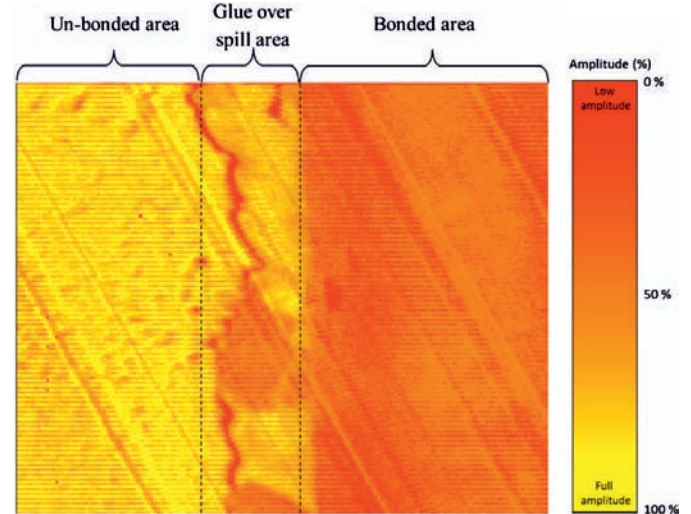 Un-bonded area
Glue over
spill area
Bonded area
Amplitude (%)
0 %
Low
amplitude
50 %
Full
amplitude
100 %